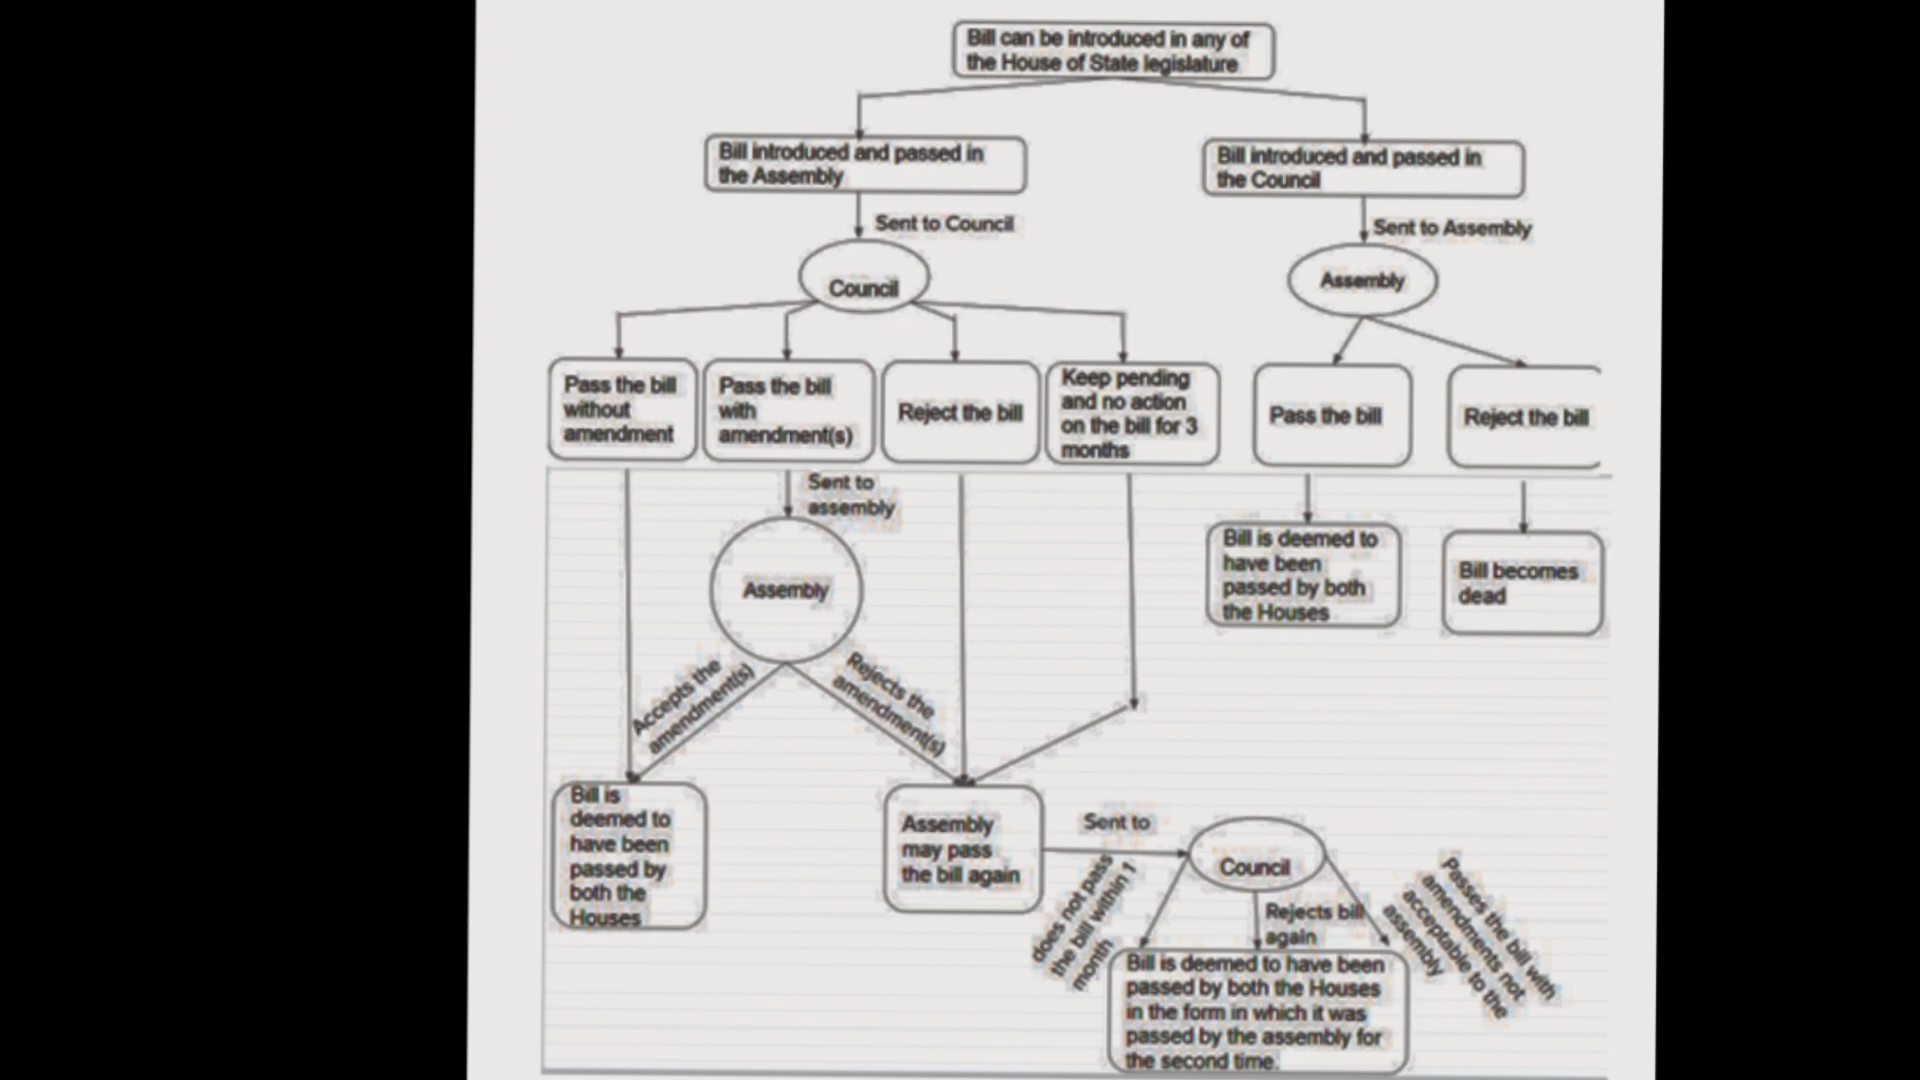 Bill can be introduced in any of
the House of State legislature
Bill introduced and passed in
the Assembly
Bill introduced and passed in
the Council
Sent to Council
Sent to Assembly
Council
Assembly
Pass the bill
without
amendment
Pass the bill
with
amendment(s)
Reject the bill
Keep pending
and no action
on the bill for 3
months
Pass the bill
Reject the bill
Sent to
assembly
Assembly
Bill is deemed to
have been
passed by both
the Houses
Bill becomes
dead
Accepts the
amendment(s)
Rejects the
amendment(s)
Bill is
deemed to
have been
passed by
both the
Houses
Assembly
may pass
the bill again
Sent to
Council
does not pass
the bill within 1
month
Rejects bill
again
Passes the bill with
amendments not
acceptable to the
assembly
Bill is deemed to have been
passed by both the Houses
in the form in which it was
passed by the assembly for
the second time.